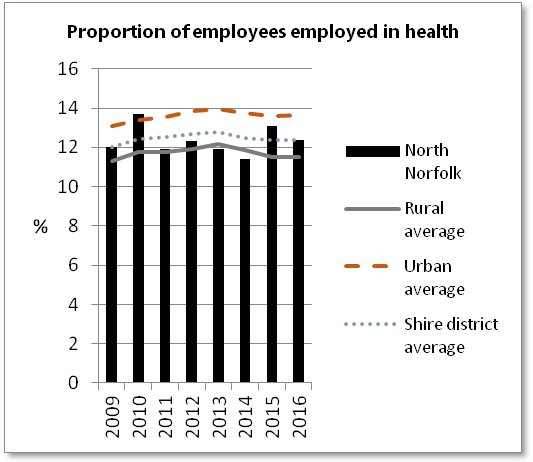 Proportion of employees employed in health
16
14
12
10
8
6
4
2
0
%
2009
2010
2011
2012
2013
2014
2015
2016
North
Norfolk
Rural
average
Urban
average
Shire district
average